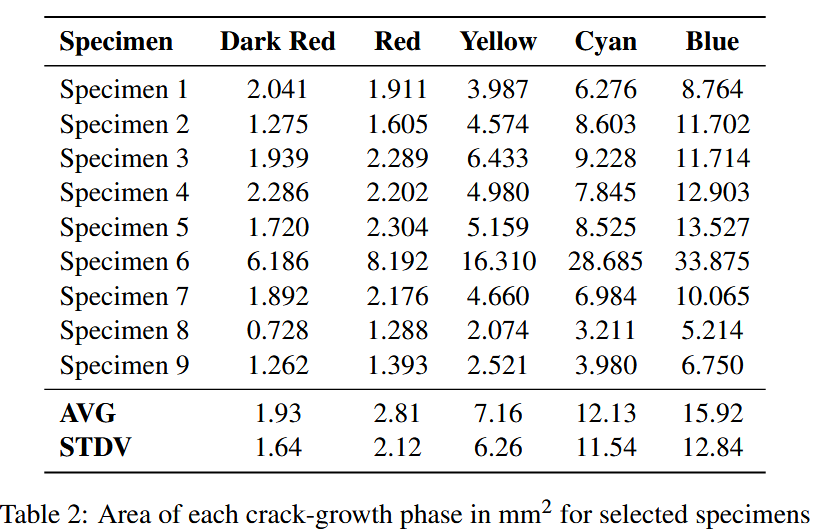 Specimen Dark Red Red Yellow Cyan Blue
Specimen 1 2.041 1.911 3.987 6.276 8.764
Specimen 2 1.275 1.605 4.574 8.603 11.702
Specimen 3 1.939 2.289 6.433 9.228 11.714
Specimen 4 2.286 2.202 4.980 7.845 12.903
Specimen 5 1.720 2.304 5.159 8.525 13.527
Specimen 6 6.186 8.192 16.310 28.685 33.875
Specimen 7 1.892 2.176 4.660 6.984 10.065
Specimen 8 0.728 1.288 2.074 3.211 5.214
Specimen 9 1.262 1.393 2.521 3.980 6.750
AVG 1.93 2.81 7.16 12.13 15.92
STDV 1.64 2.12 6.26 11.54 12.84
Table 2: Area of each crack-growth phase in mm² for selected specimens